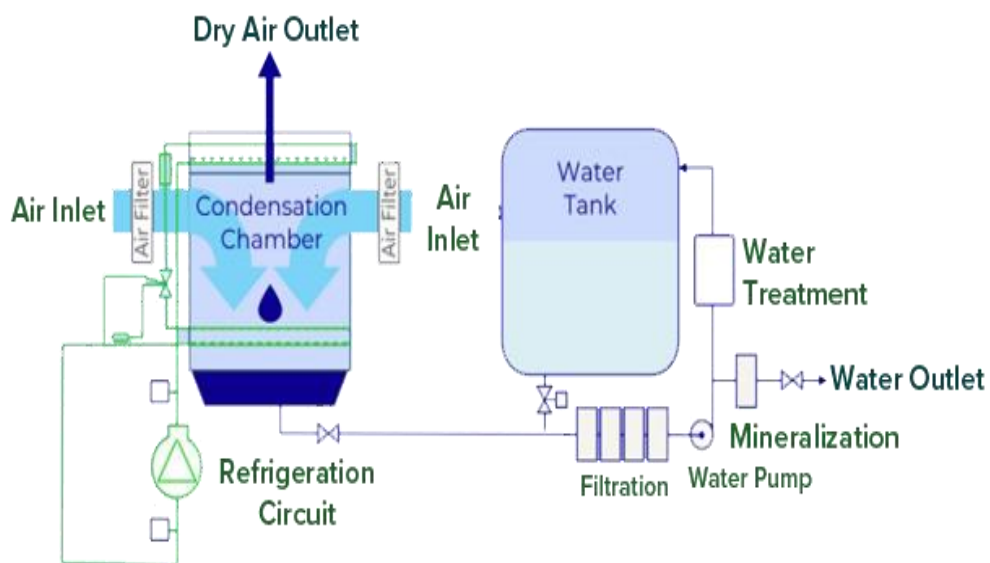 Dry Air Outlet
Air Inlet
Air Filter
Condensation
Chamber
Air Filter
Air
Inlet
Water
Tank
Water
Treatment
Water Outlet
Mineralization
Water Pump
Filtration
Refrigeration
Circuit